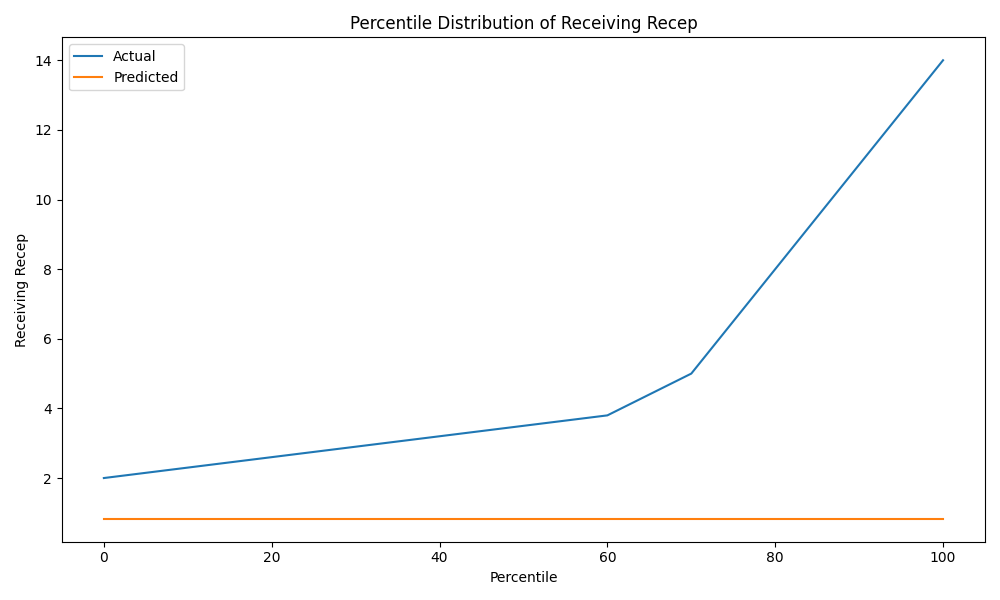 Percentile Distribution of Receiving Recep
Actual
Predicted
Receiving Recep
14
12
10
8
6
4
2
0 20 40 60 80 100
Percentile